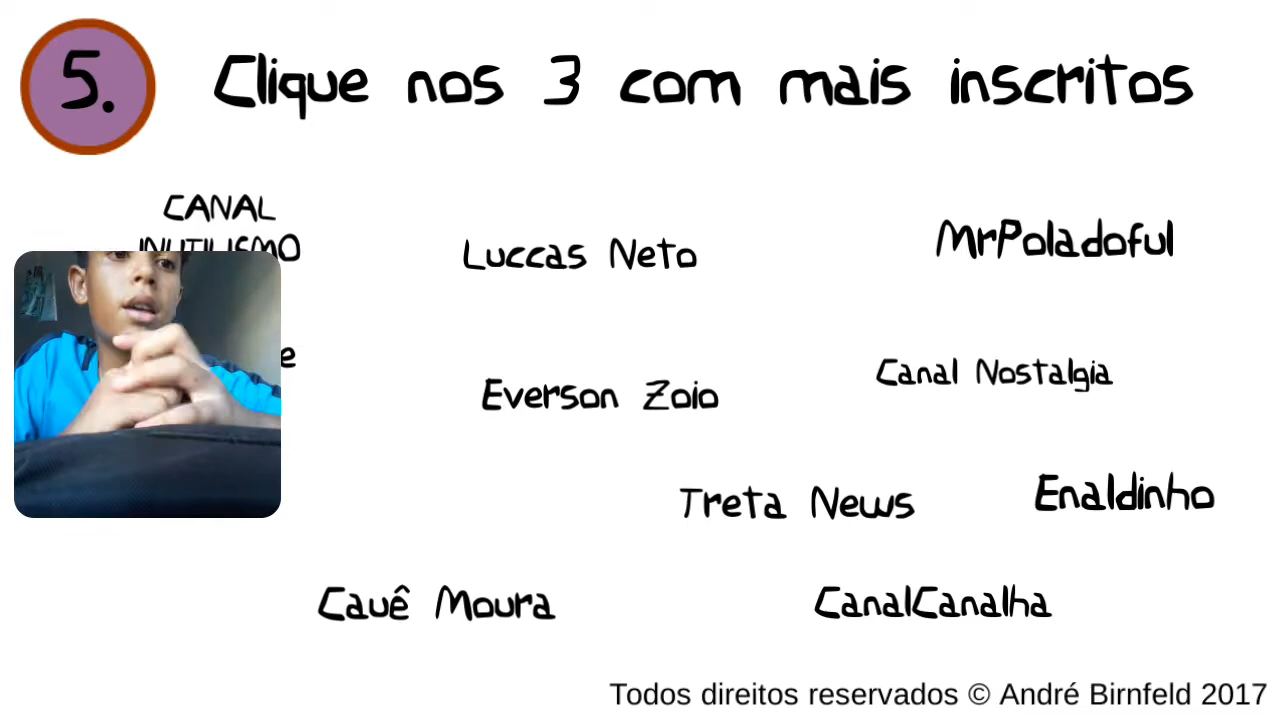 5.
Clique nos 3 com mais inscritos
CANAL
INUTILISMO
Luccas Neto
MrPoladoful
Canal Nostalgia
Everson Zoio
Treta News
Enaldinho
Cauê Moura
CanalCanalha
Todos direitos reservados © André Birnfeld 2017